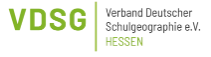 VDSG
Verband Deutscher
Schulgeographie e.V.
HESSEN